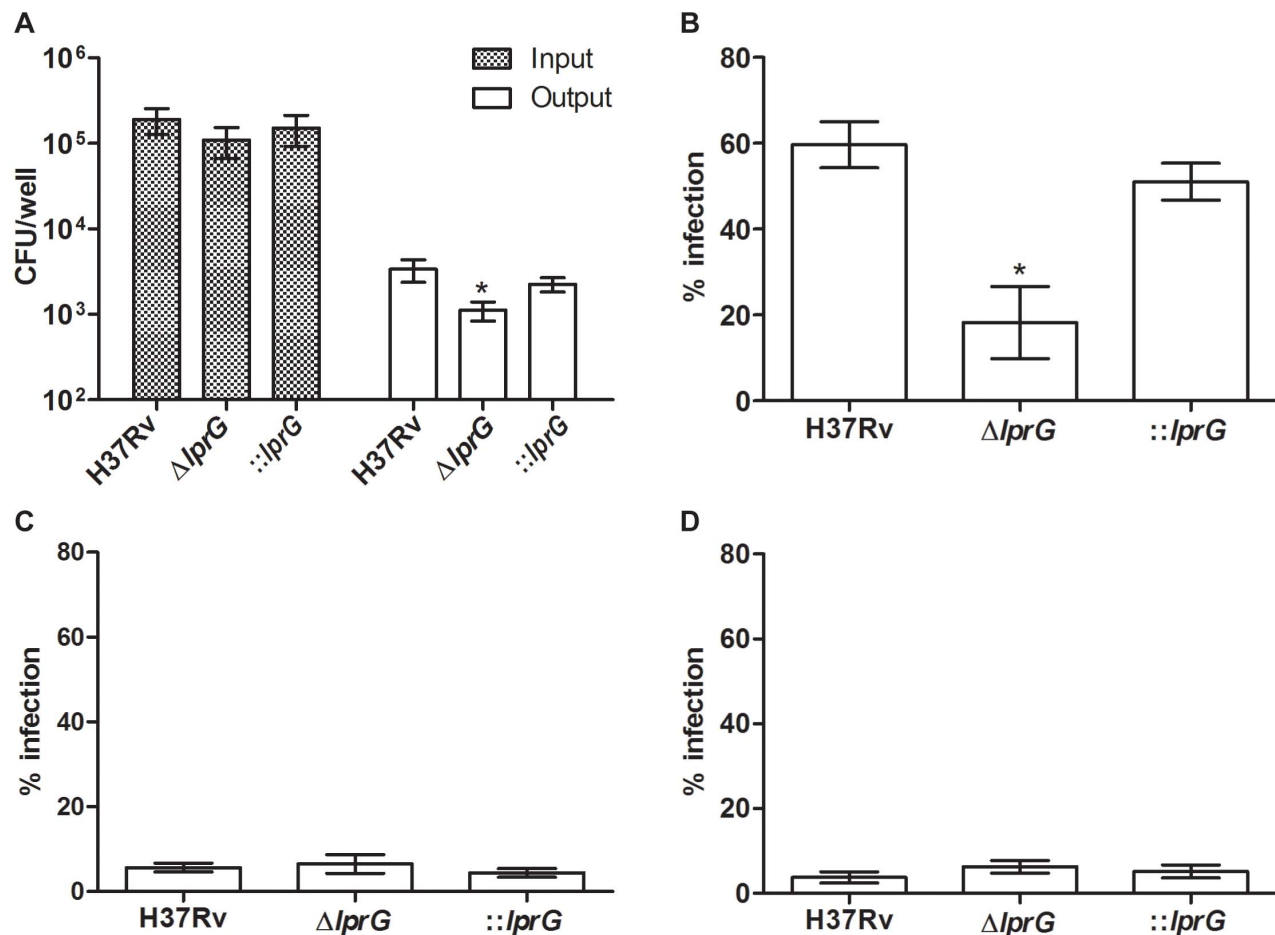 A
CFU/well
10⁶
10⁵
10⁴
10³
10²
Input
Output
*
H37Rv
ΔlprG
::lprG
H37Rv
ΔlprG
::lprG
B
% infection
80
60
40
20
0
*
H37Rv
ΔlprG
::lprG
C
% infection
80
60
40
20
0
H37Rv
ΔlprG
::lprG
D
% infection
80
60
40
20
0
H37Rv
ΔlprG
::lprG